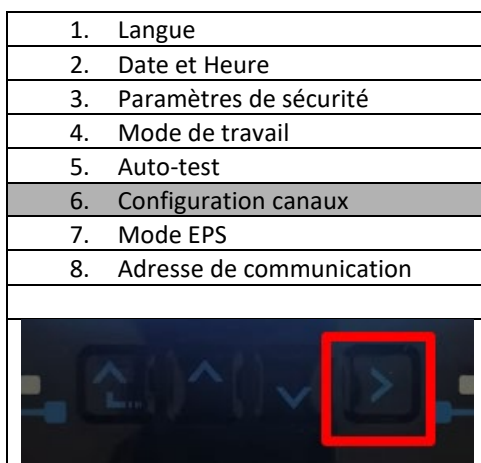 1. Langue
2. Date et Heure
3. Paramètres de sécurité
4. Mode de travail
5. Auto-test
6. Configuration canaux
7. Mode EPS
8. Adresse de communication